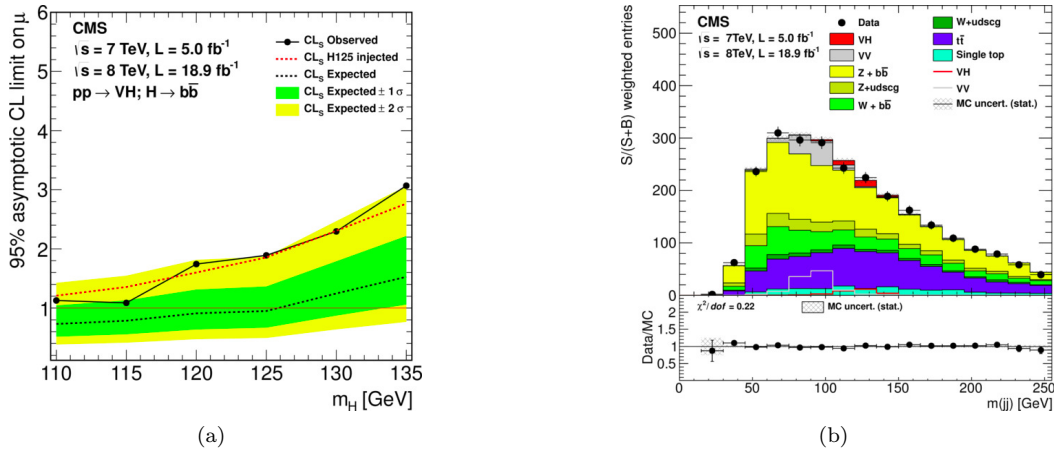 CMS
√s = 7 TeV, L = 5.0 fb⁻¹
√s = 8 TeV, L = 18.9 fb⁻¹
pp → VH; H → bb̅
CLS Observed
CLS H125 injected
CLS Expected
CLS Expected ± 1 σ
CLS Expected ± 2 σ
95% asymptotic CL limit on μ
6
5
4
3
2
1
0
110
115
120
125
130
135
mH [GeV]
(a)
CMS
√s = 7TeV, L = 5.0 fb⁻¹
√s = 8TeV, L = 18.9 fb⁻¹
Data
VH
VV
Z + bb̅
Z+udscg
W + bb̅
W+udscg
tt̅
Single top
VH
VV
MC uncert. (stat.)
S/(S+B) weighted entries
500
400
300
200
100
0
χ²/dof = 0.22
MC uncert. (stat.)
Data/MC
2
1.5
1
0.5
0
50
100
150
200
250
m(jj) [GeV]
(b)